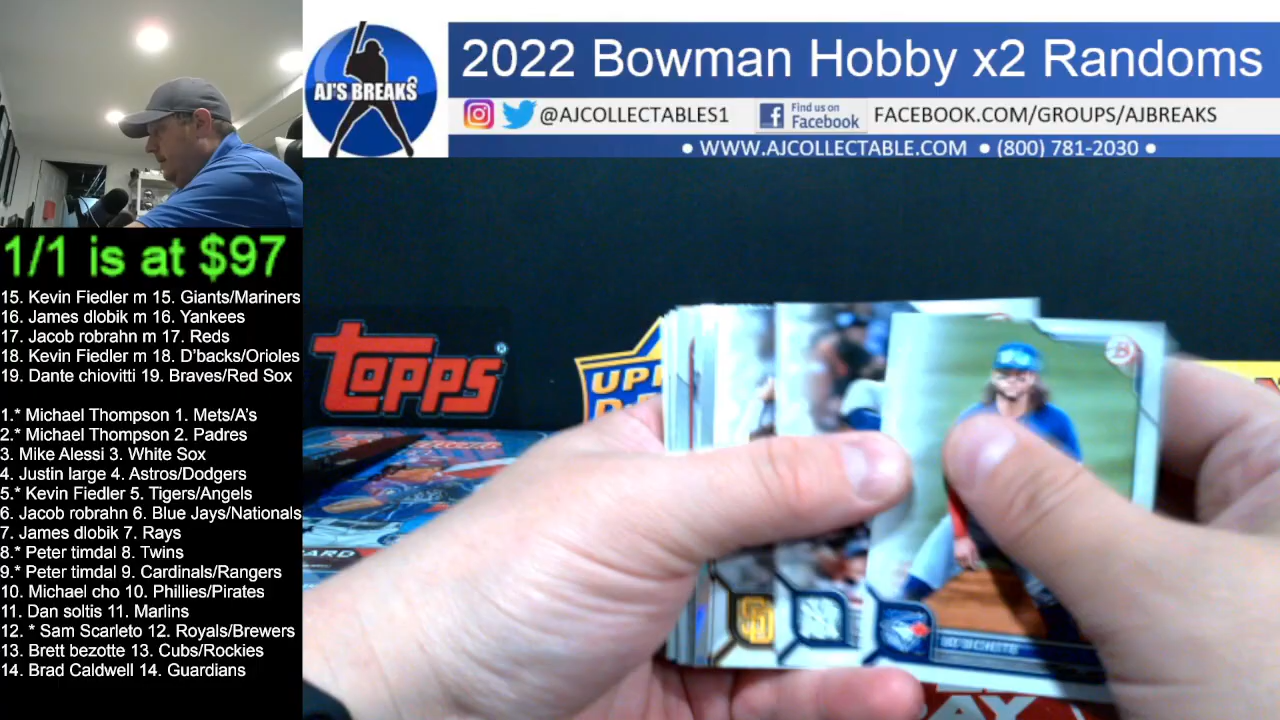 AJ'S BREAKS
2022 Bowman Hobby x2 Randoms
@AJCOLLECTABLES1
Find us on
Facebook
FACEBOOK.COM/GROUPS/AJBREAKS
• WWW.AJCOLLECTABLE.COM • (800) 781-2030 •
1/1 is at $97
15. Kevin Fiedler m 15. Giants/Mariners
16. James dlobik m 16. Yankees
17. Jacob robrahn m 17. Reds
18. Kevin Fiedler m 18. D'backs/Orioles
19. Dante chiovitti 19. Braves/Red Sox
1.* Michael Thompson 1. Mets/A's
2.* Michael Thompson 2. Padres
3. Mike Alessi 3. White Sox
4. Justin large 4. Astros/Dodgers
5.* Kevin Fiedler 5. Tigers/Angels
6. Jacob robrahn 6. Blue Jays/Nationals
7. James dlobik 7. Rays
8.* Peter timdal 8. Twins
9.* Peter timdal 9. Cardinals/Rangers
10. Michael cho 10. Phillies/Pirates
11. Dan soltis 11. Marlins
12. * Sam Scarleto 12. Royals/Brewers
13. Brett bezotte 13. Cubs/Rockies
14. Brad Caldwell 14. Guardians
TOPPS
SD